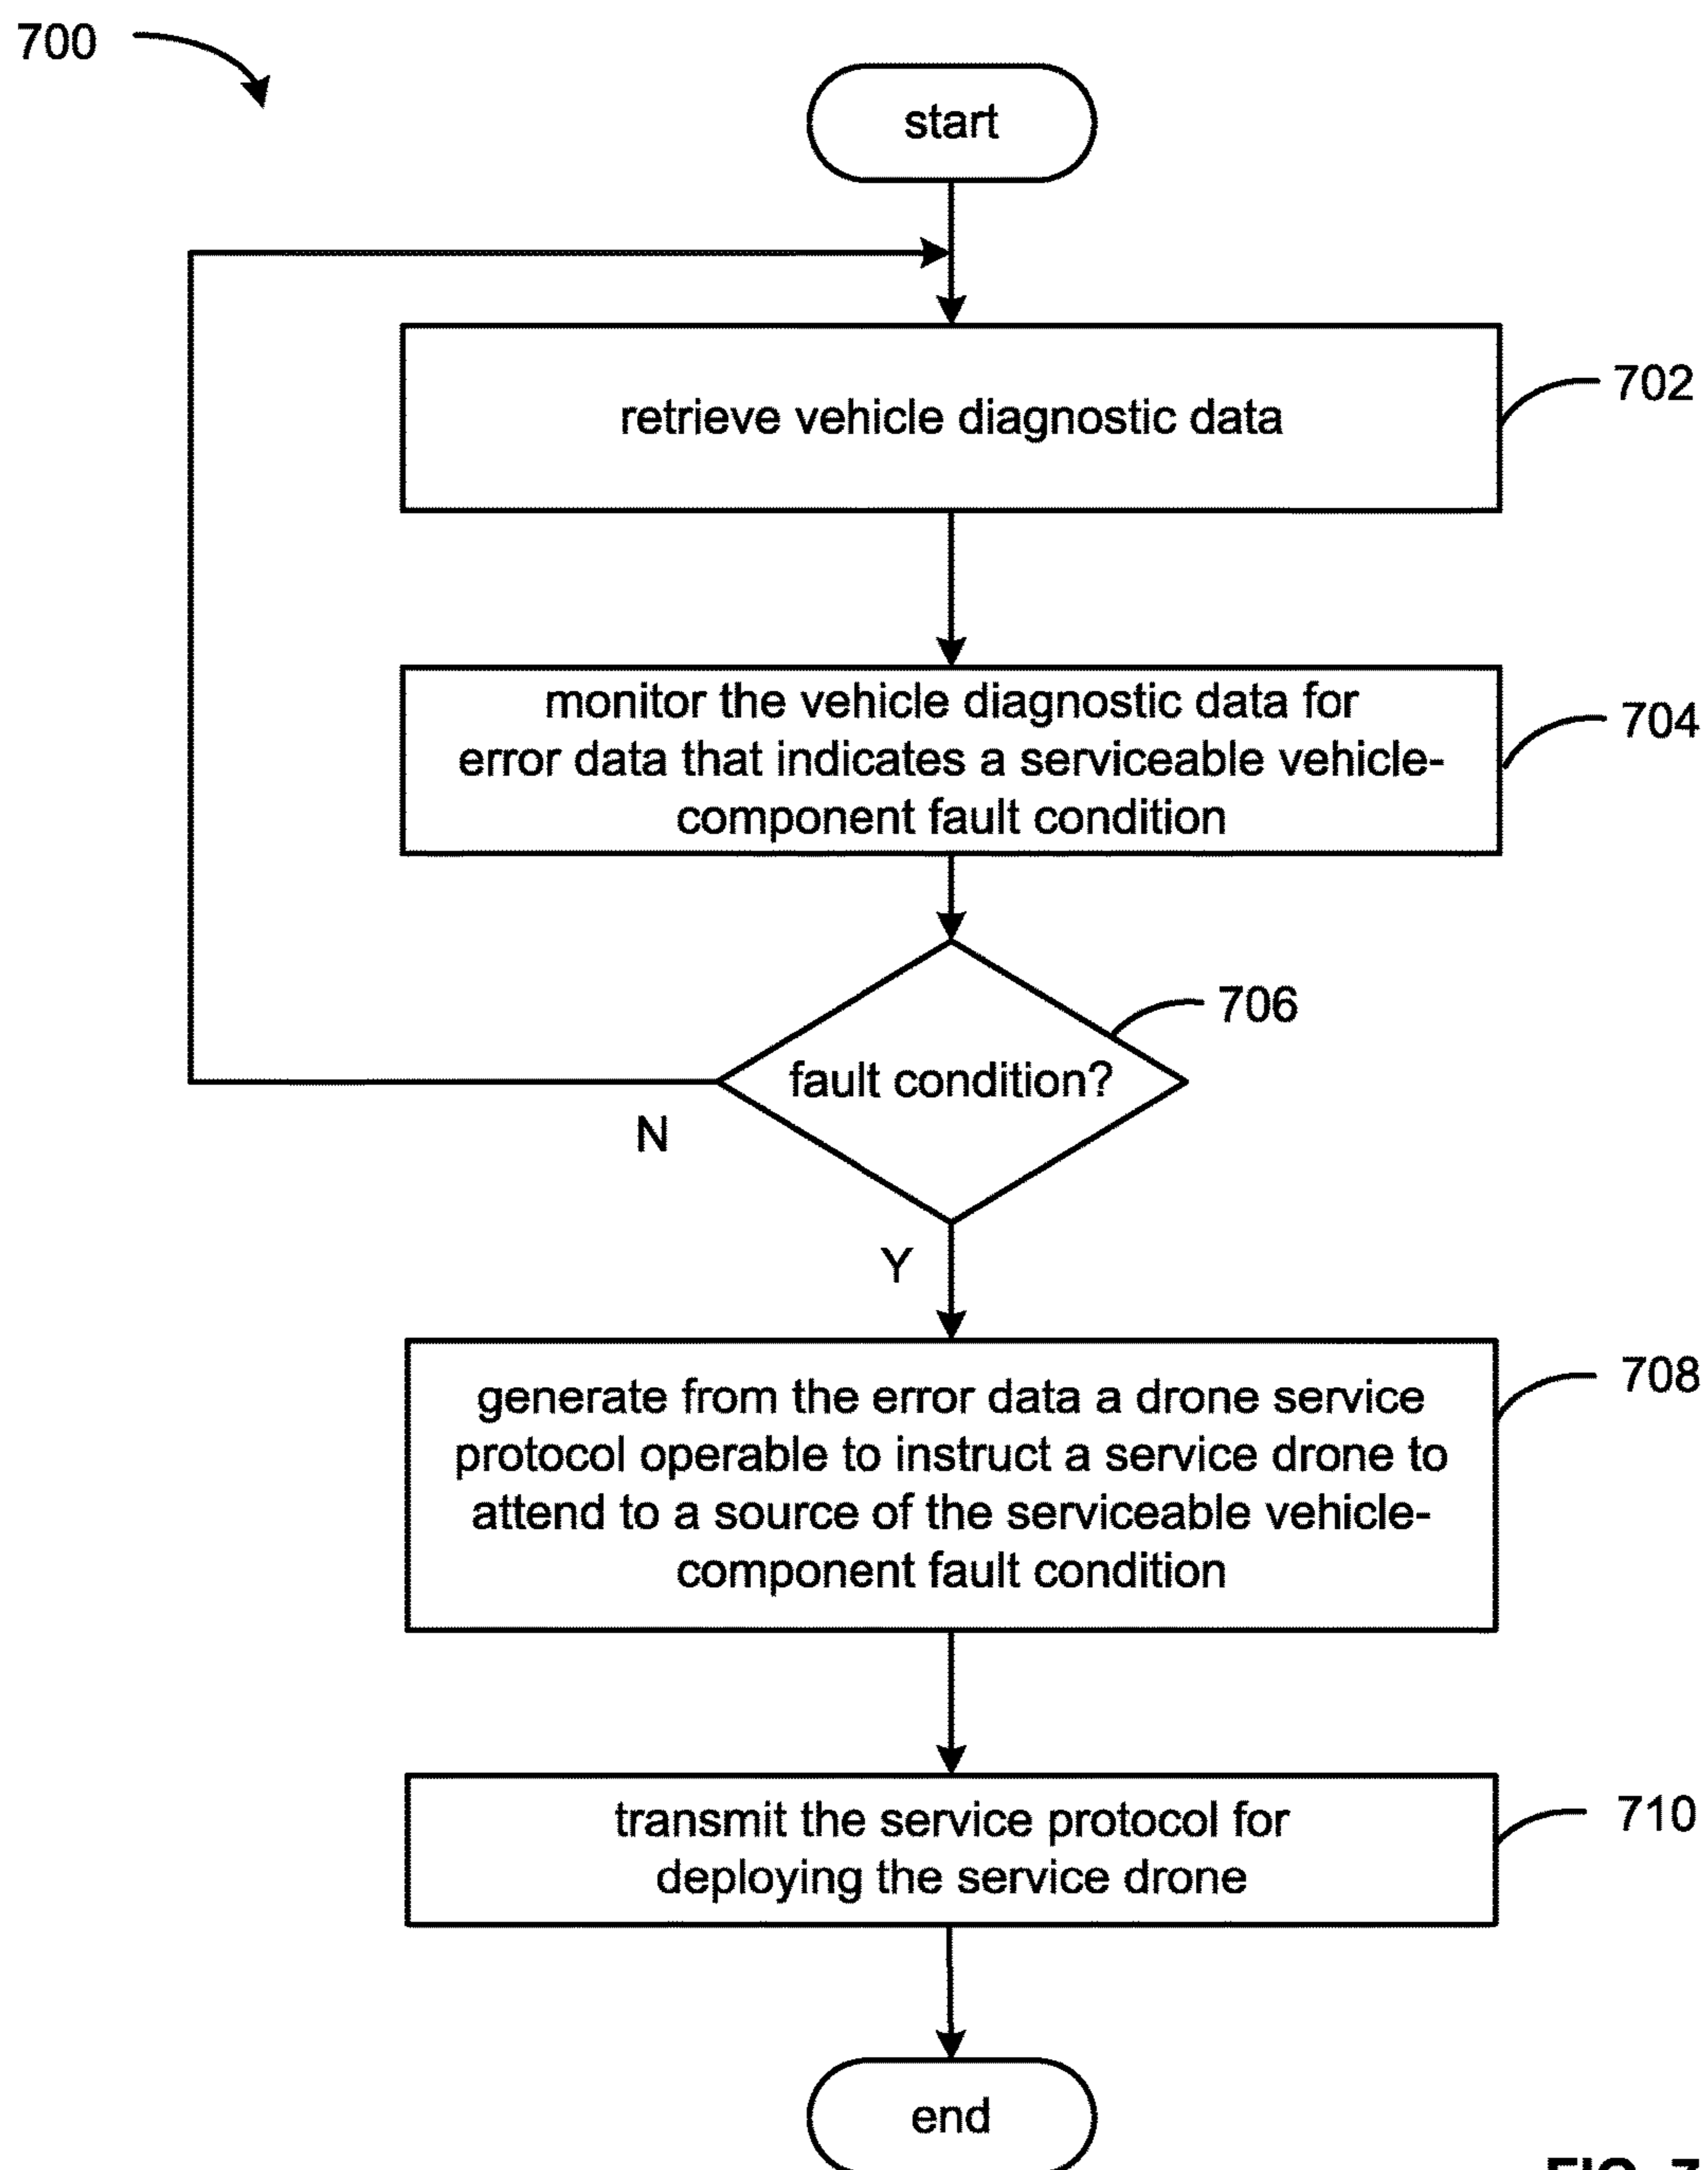 700
start
retrieve vehicle diagnostic data
702
monitor the vehicle diagnostic data for
error data that indicates a serviceable vehicle-
component fault condition
704
706
fault condition?
N
Y
generate from the error data a drone service
protocol operable to instruct a service drone to
attend to a source of the serviceable vehicle-
component fault condition
708
transmit the service protocol for
deploying the service drone
710
end
FIG. 7